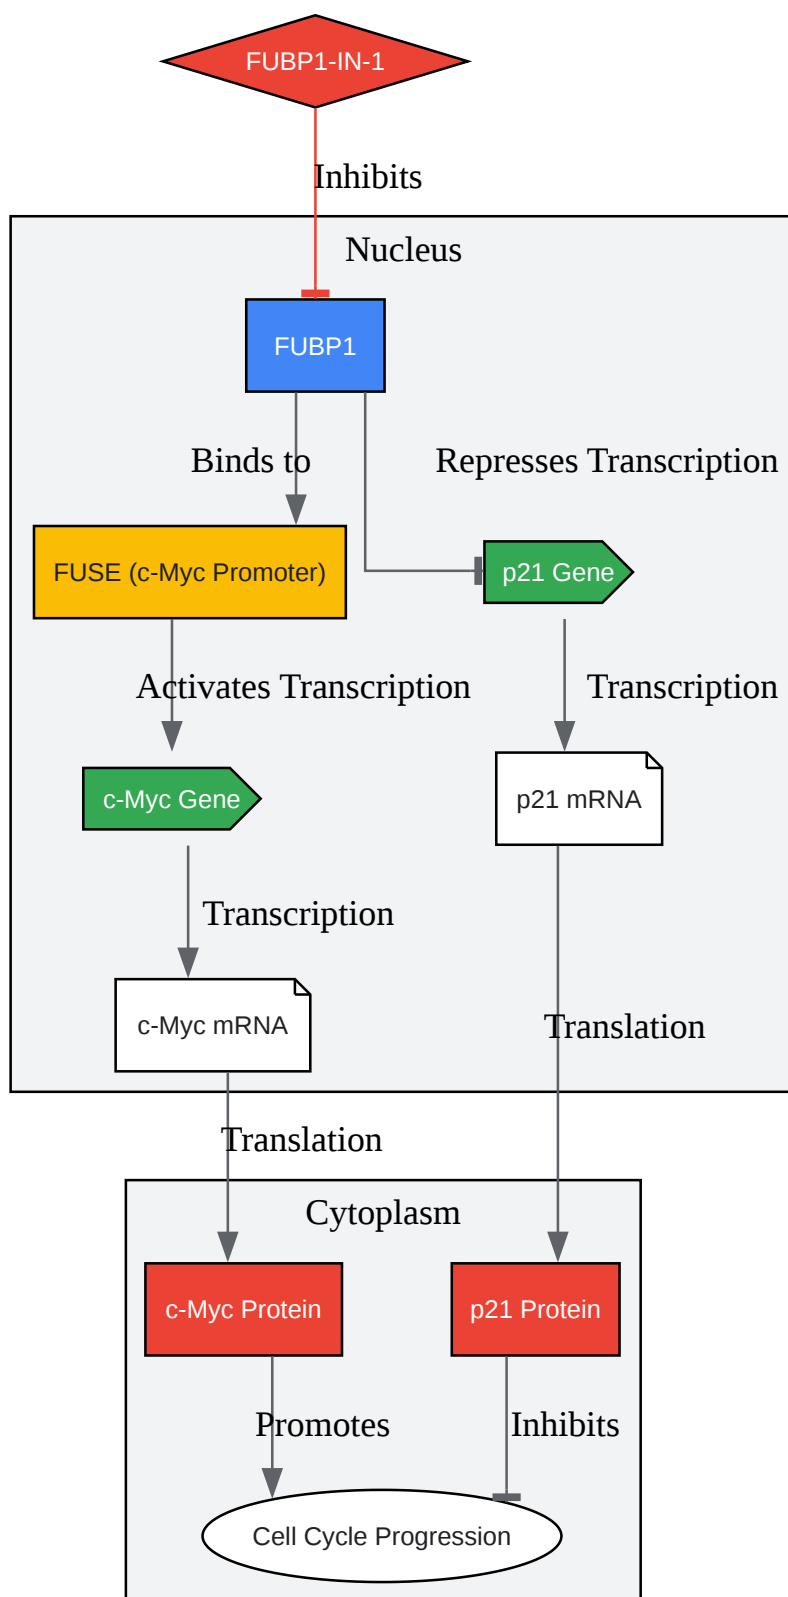 FUBP1-IN-1
Inhibits
Nucleus
FUBP1
Binds to
Represses Transcription
FUSE (c-Myc Promoter)
p21 Gene
Activates Transcription
Transcription
c-Myc Gene
p21 mRNA
Transcription
c-Myc mRNA
Translation
Translation
Cytoplasm
c-Myc Protein
p21 Protein
Promotes
Inhibits
Cell Cycle Progression